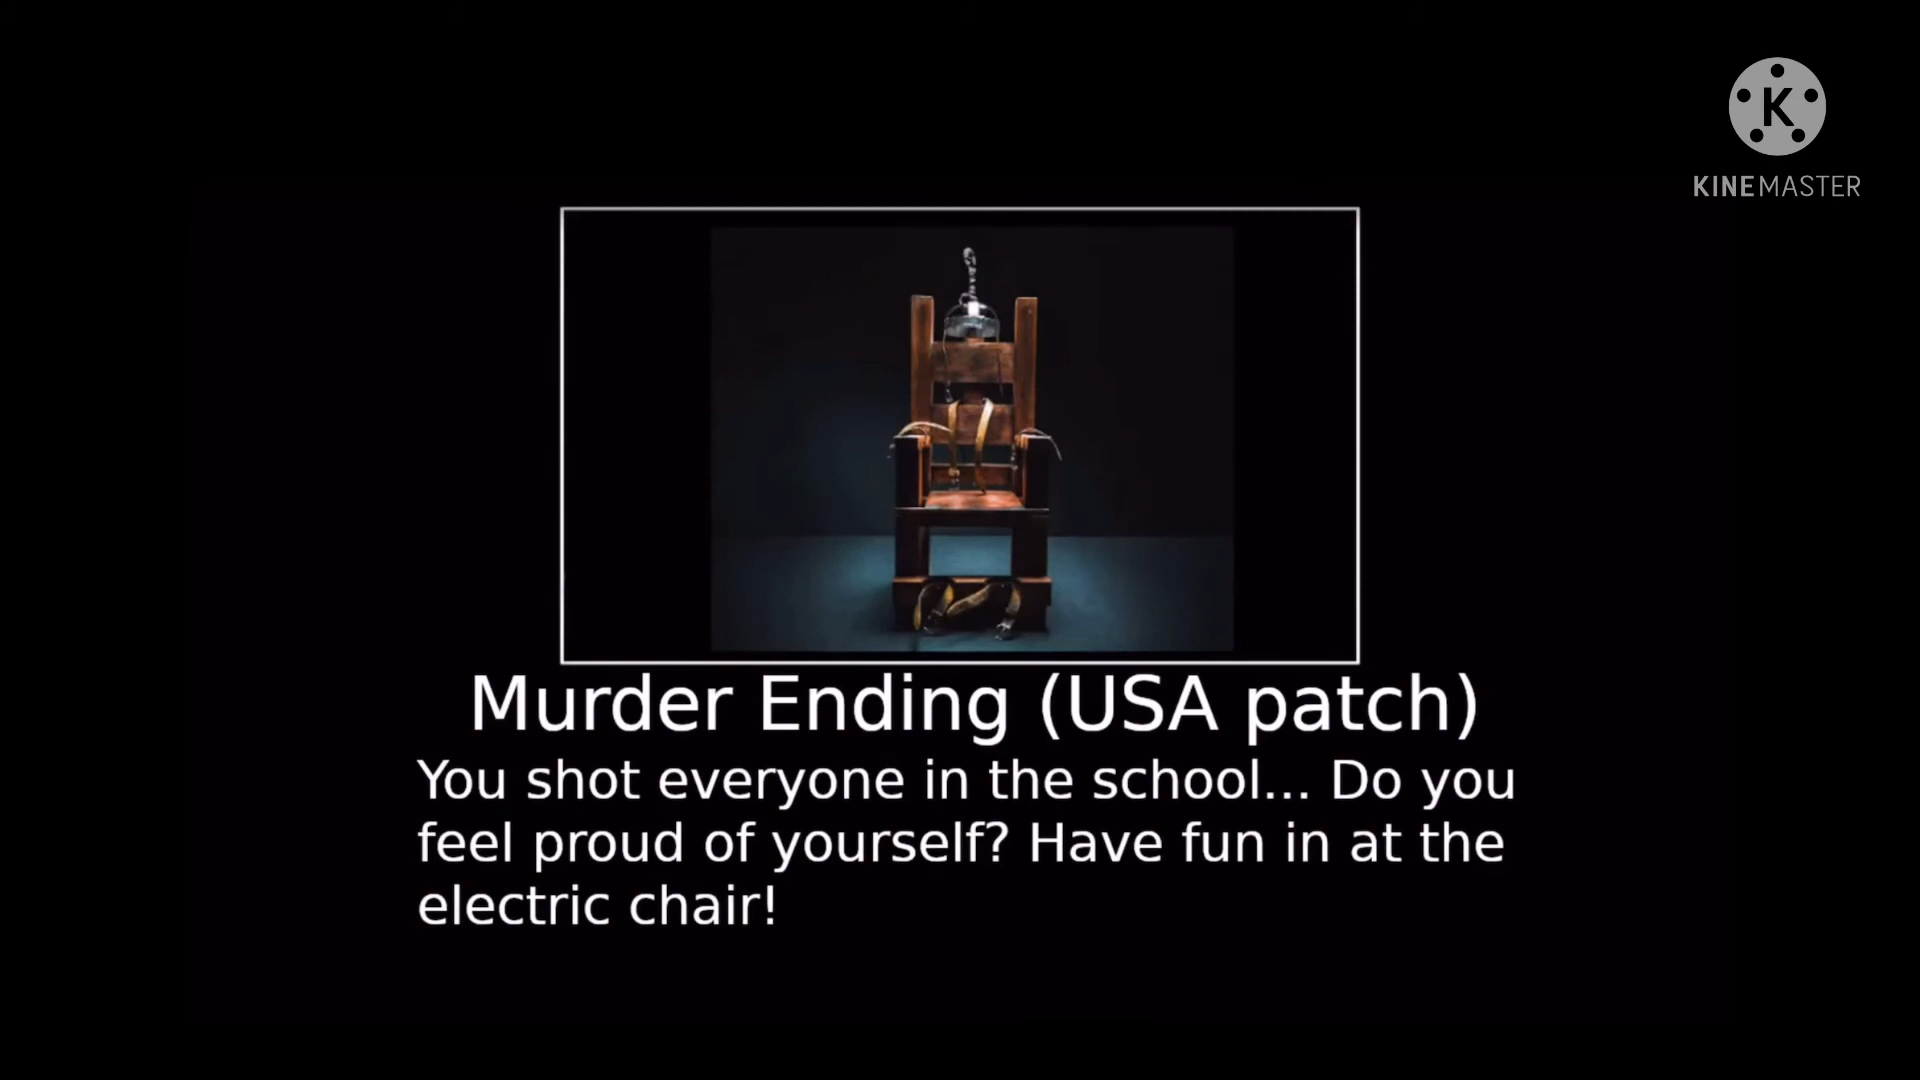 K
KINEMASTER
Murder Ending (USA patch)
You shot everyone in the school... Do you
feel proud of yourself? Have fun in at the
electric chair!